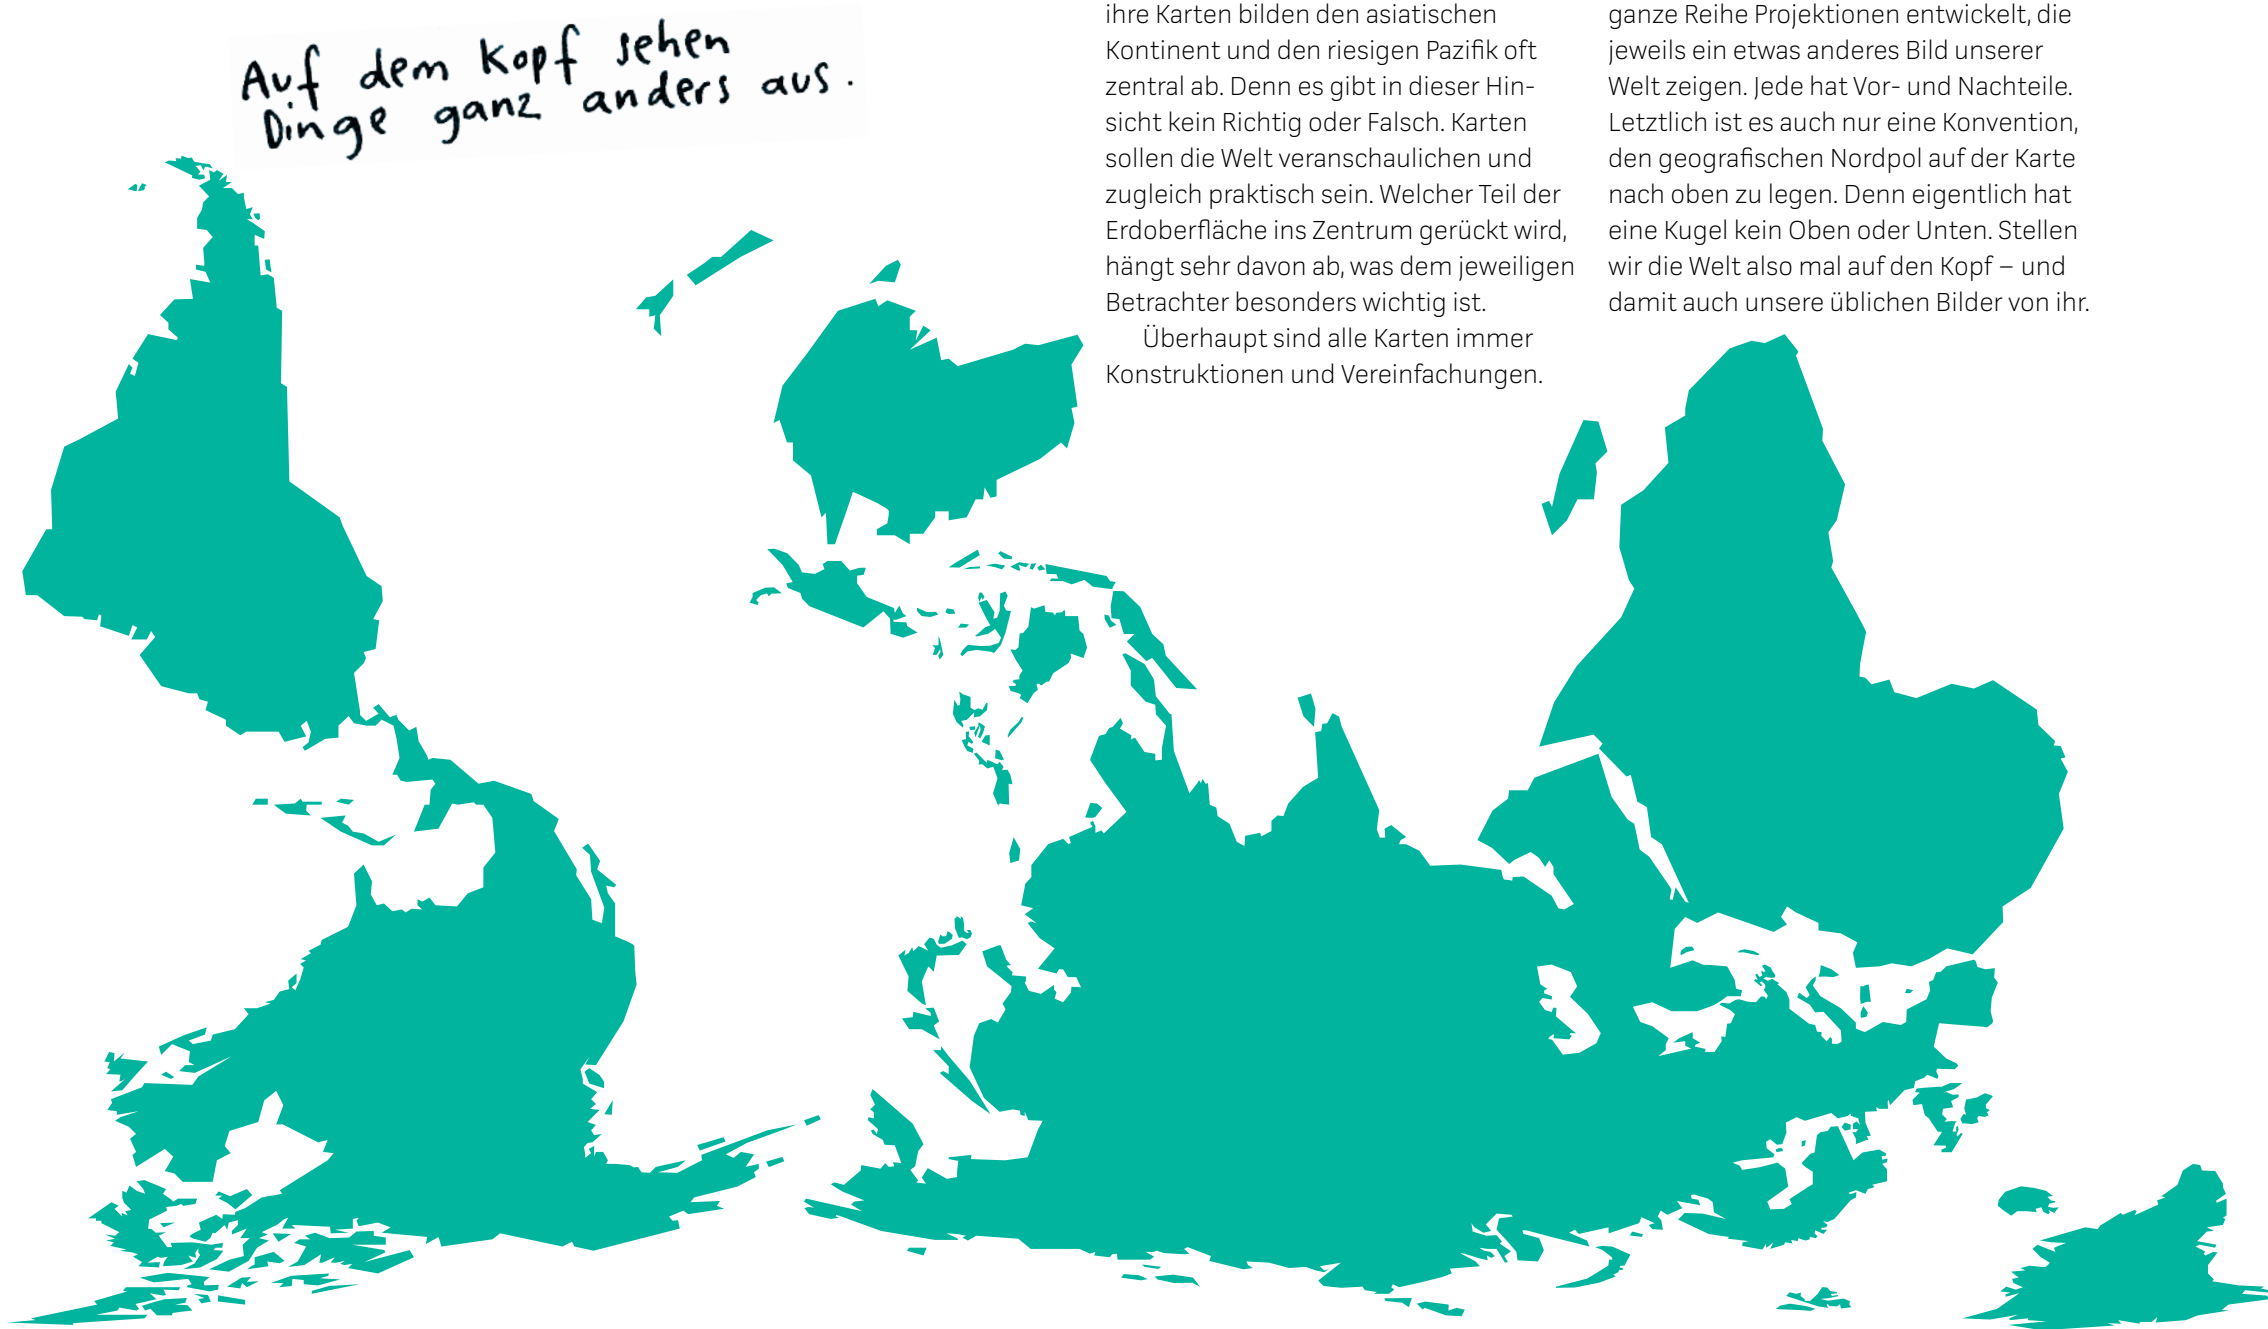 Auf dem Kopf sehen
Dinge ganz anders aus.
ihre Karten bilden den asiatischen
Kontinent und den riesigen Pazifik oft
zentral ab. Denn es gibt in dieser Hin-
sicht kein Richtig oder Falsch. Karten
sollen die Welt veranschaulichen und
zugleich praktisch sein. Welcher Teil der
Erdoberfläche ins Zentrum gerückt wird,
hängt sehr davon ab, was dem jeweiligen
Betrachter besonders wichtig ist.
Überhaupt sind alle Karten immer
Konstruktionen und Vereinfachungen.
ganze Reihe Projektionen entwickelt, die
jeweils ein etwas anderes Bild unserer
Welt zeigen. Jede hat Vor- und Nachteile.
Letztlich ist es auch nur eine Konvention,
den geografischen Nordpol auf der Karte
nach oben zu legen. Denn eigentlich hat
eine Kugel kein Oben oder Unten. Stellen
wir die Welt also mal auf den Kopf – und
damit auch unsere üblichen Bilder von ihr.